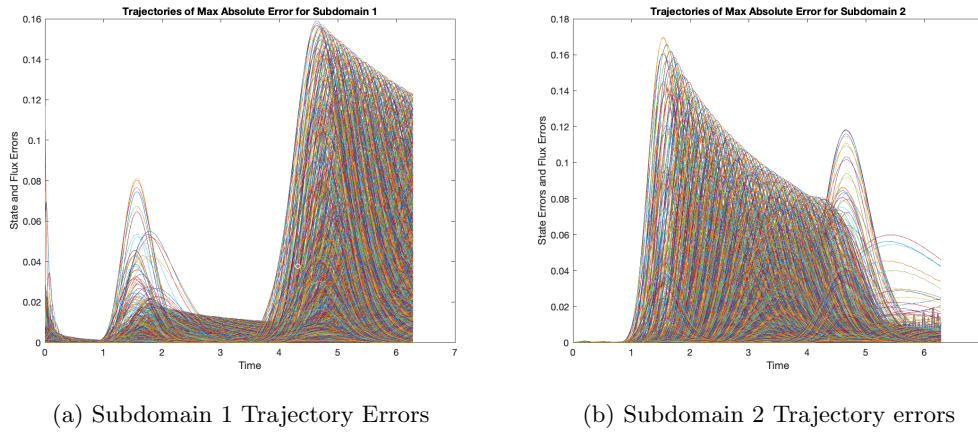 Trajectories of Max Absolute Error for Subdomain 1
State and Flux Errors
0.16
0.14
0.12
0.1
0.08
0.06
0.04
0.02
0
0 1 2 3 4 5 6 7
Time
(a) Subdomain 1 Trajectory Errors
Trajectories of Max Absolute Error for Subdomain 2
State Errors and Flux Errors
0.18
0.16
0.14
0.12
0.1
0.08
0.06
0.04
0.02
0
0 1 2 3 4 5 6
Time
(b) Subdomain 2 Trajectory errors